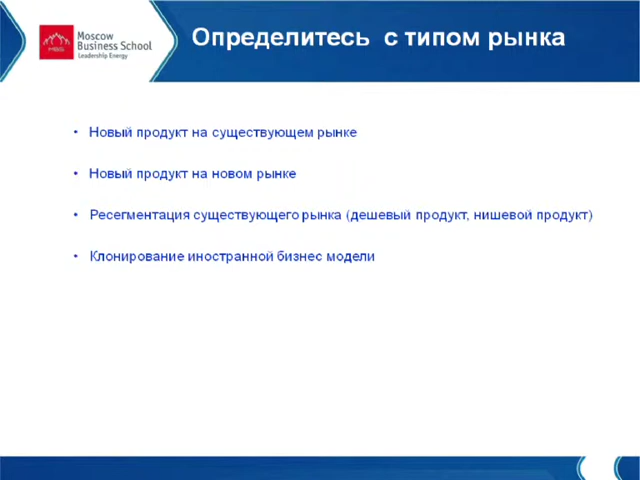 Moscow
Business School
Leadership Energy
MBS
Определитесь с типом рынка
• Новый продукт на существующем рынке
• Новый продукт на новом рынке
• Ресегментация существующего рынка (дешевый продукт, нишевой продукт)
• Клонирование иностранной бизнес модели